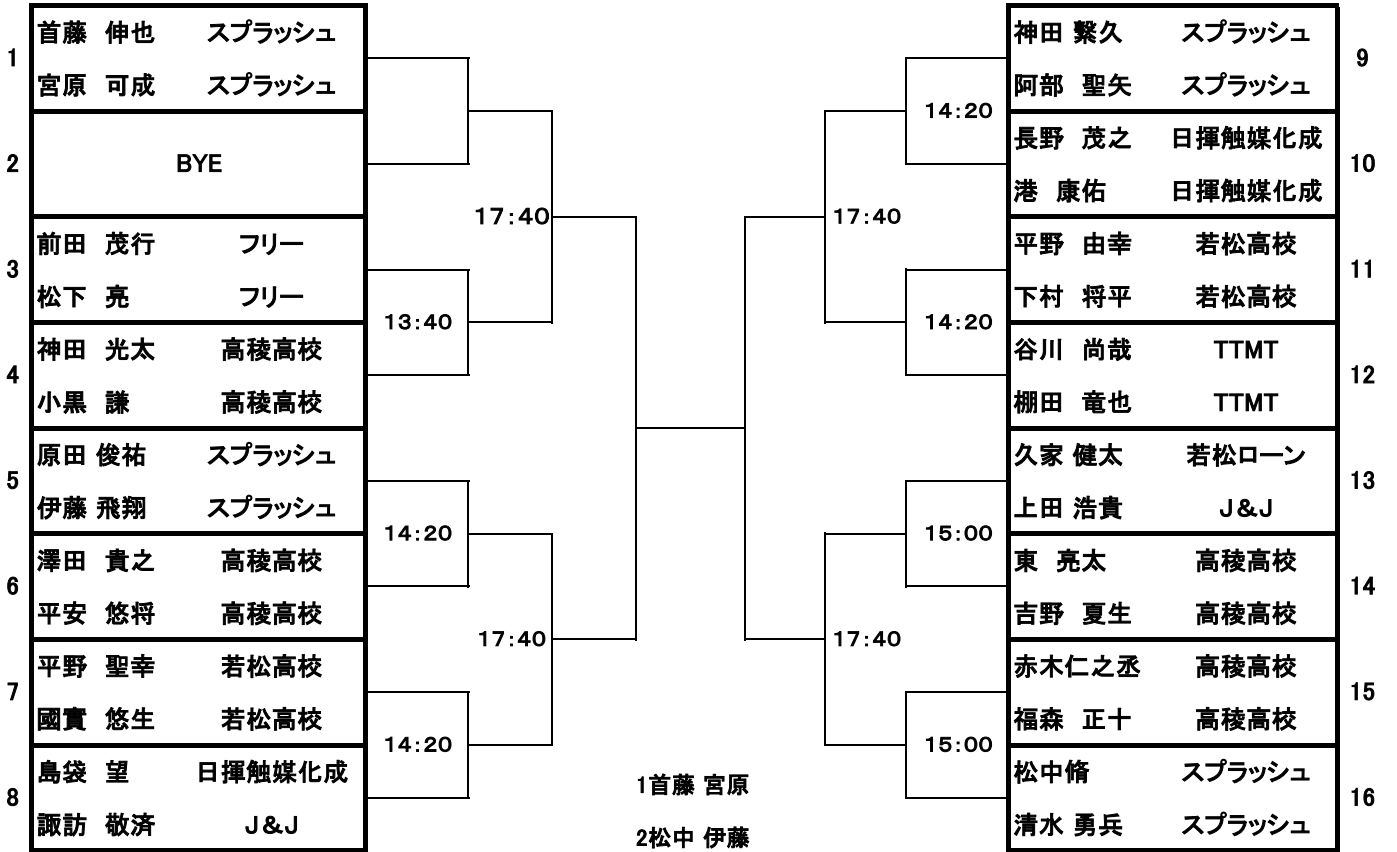 1
首藤 伸也 スプラッシュ
宮原 可成 スプラッシュ
2
BYE
3
前田 茂行 フリー
松下 亮 フリー
4
神田 光太 高稜高校
小黒 謙 高稜高校
5
原田 俊祐 スプラッシュ
伊藤 飛翔 スプラッシュ
6
澤田 貴之 高稜高校
平安 悠将 高稜高校
7
平野 聖幸 若松高校
國實 悠生 若松高校
8
島袋 望 日揮触媒化成
諏訪 敬済 J&J
13:40
14:20
14:20
17:40
17:40
1首藤 宮原
2松中 伊藤
17:40
17:40
14:20
14:20
15:00
15:00
神田 繋久 スプラッシュ
阿部 聖矢 スプラッシュ
9
長野 茂之 日揮触媒化成
港 康佑 日揮触媒化成
10
平野 由幸 若松高校
下村 将平 若松高校
11
谷川 尚哉 TTMT
棚田 竜也 TTMT
12
久家 健太 若松ローン
上田 浩貴 J&J
13
東 亮太 高稜高校
吉野 夏生 高稜高校
14
赤木仁之丞 高稜高校
福森 正十 高稜高校
15
松中脩 スプラッシュ
清水 勇兵 スプラッシュ
16